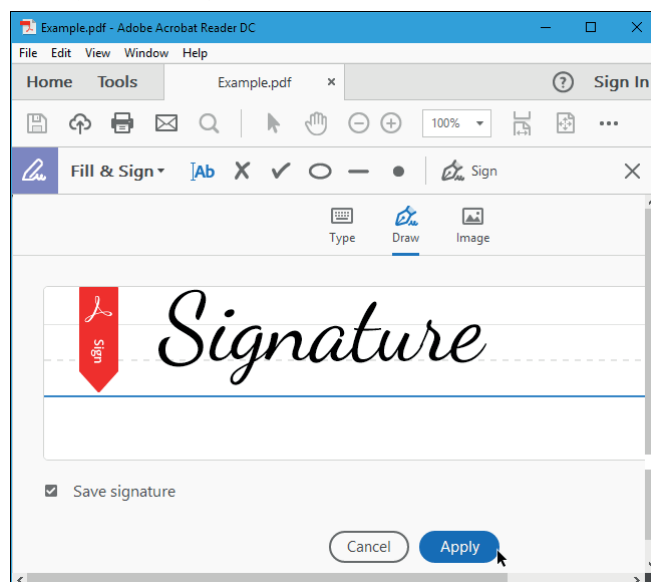 Example.pdf - Adobe Acrobat Reader DC
File Edit View Window Help
Home Tools Example.pdf × ? Sign In
100%
Fill & Sign Ab Sign
Type Draw Image
Sign
Signature
Save signature
Cancel Apply